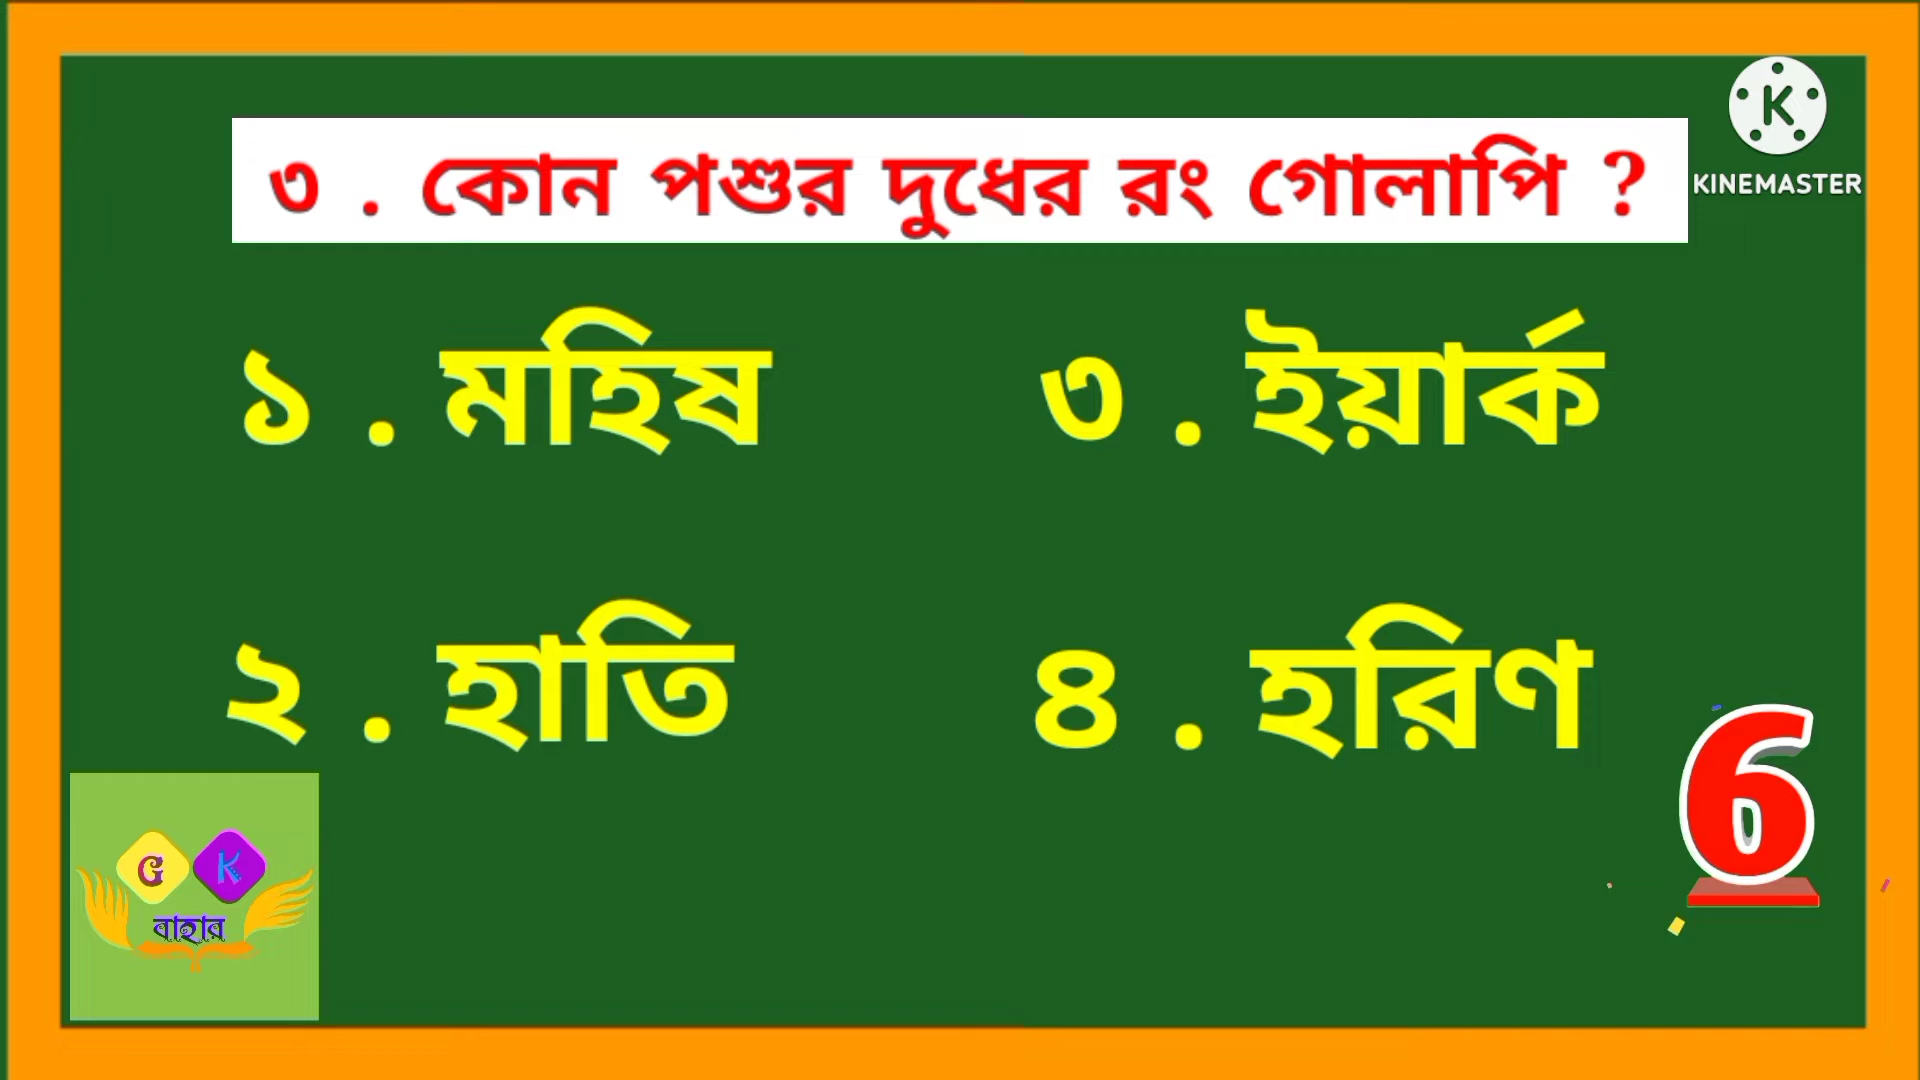 ৩ . কোন পশুর দুধের রং গোলাপি ?
K
KINEMASTER
১ . মহিষ
৩ . ইয়ার্ক
২ . হাতি
৪ . হরিণ
6
G K
বাহার